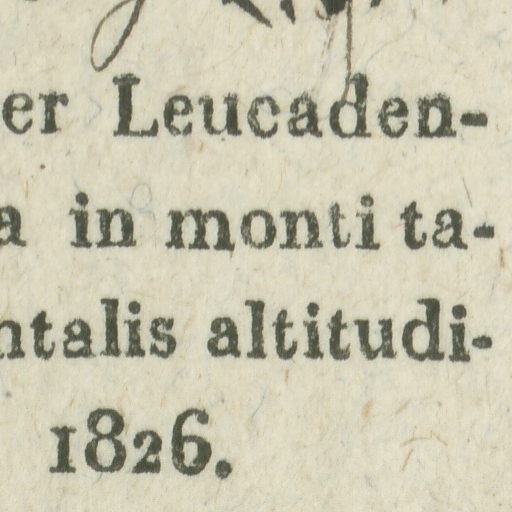 er Leucaden-
a in monti ta-
ntalis altitudi-
1826.